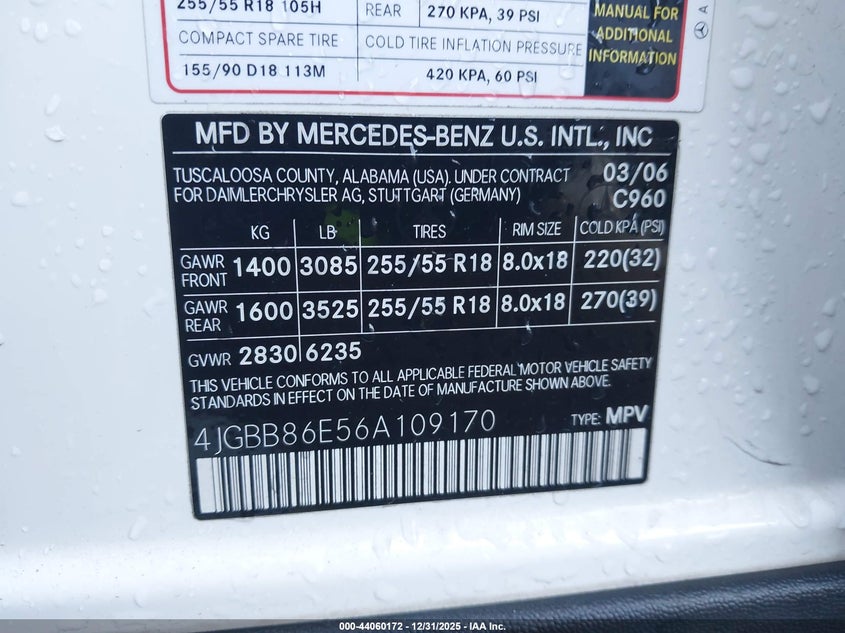 255/55 R18 105H REAR 270 KPA, 39 PSI
COMPACT SPARE TIRE COLD TIRE INFLATION PRESSURE
155/90 D18 113M 420 KPA, 60 PSI
MANUAL FOR
ADDITIONAL
INFORMATION
A
MFD BY MERCEDES-BENZ U.S. INTL., INC
TUSCALOOSA COUNTY, ALABAMA (USA). UNDER CONTRACT 03/06
FOR DAIMLERCHRYSLER AG, STUTTGART (GERMANY) C960
KG LB TIRES RIM SIZE COLD KPA (PSI)
GAWR FRONT 1400 3085 255/55 R18 8.0x18 220(32)
GAWR REAR 1600 3525 255/55 R18 8.0x18 270(39)
GVWR 2830 6235
THIS VEHICLE CONFORMS TO ALL APPLICABLE FEDERAL MOTOR VEHICLE SAFETY
STANDARDS IN EFFECT ON THE DATE OF MANUFACTURE SHOWN ABOVE.
4JGBB86E56A109170 TYPE: MPV
000-44060172 - 12/31/2025 - IAA Inc.